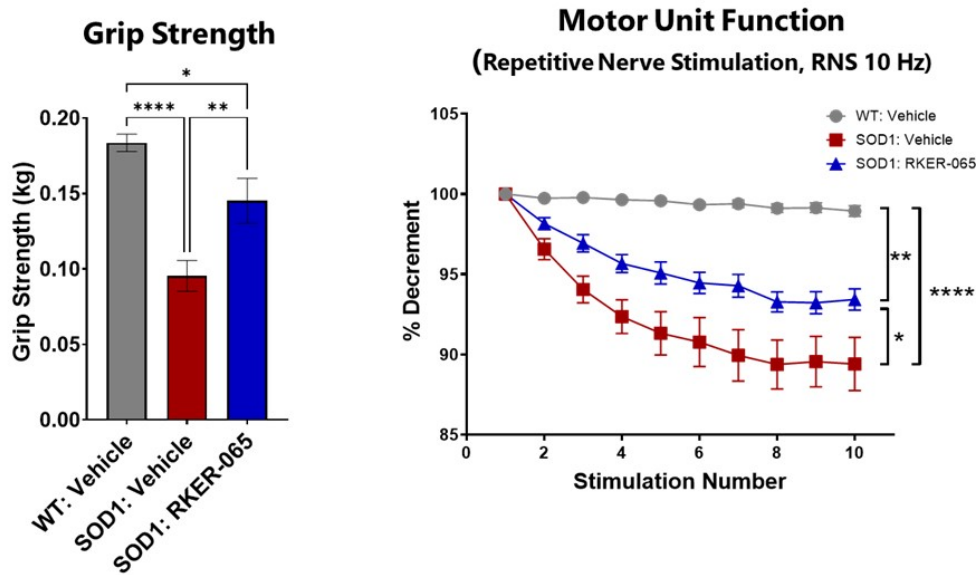 Grip Strength
*
****
**
0.20
0.15
0.10
0.05
0.00
Grip Strength (kg)
WT: Vehicle
SOD1: Vehicle
SOD1: RKER-065
Motor Unit Function
(Repetitive Nerve Stimulation, RNS 10 Hz)
WT: Vehicle
SOD1: Vehicle
SOD1: RKER-065
105
100
95
90
85
% Decrement
**
****
*
0
2
4
6
8
10
Stimulation Number